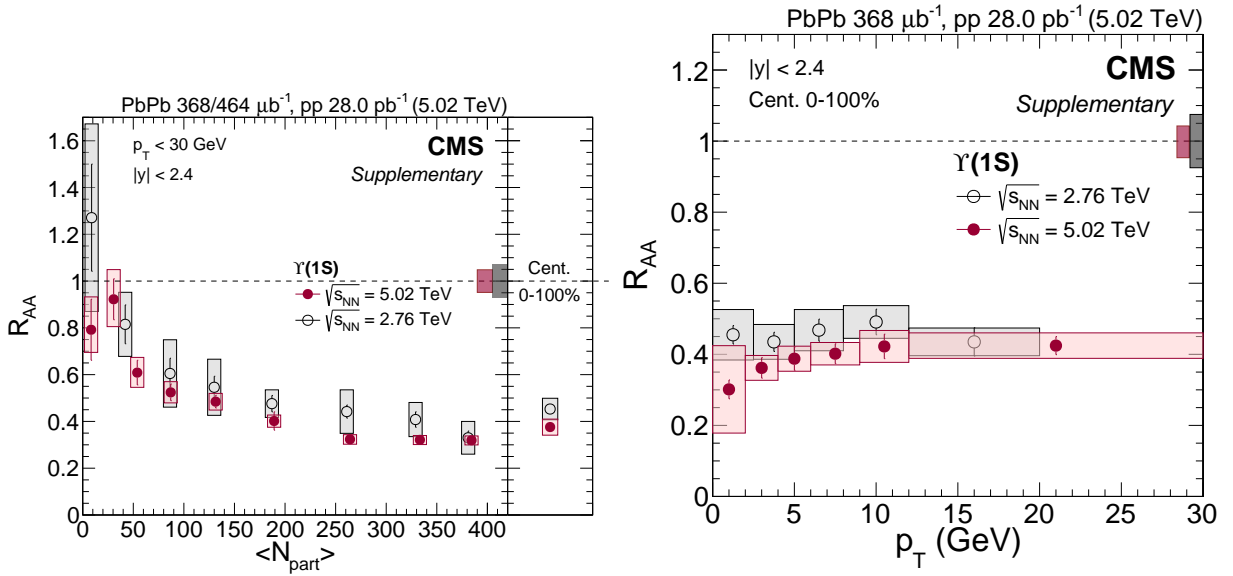 PbPb 368/464 μb⁻¹, pp 28.0 pb⁻¹ (5.02 TeV)
p_T < 30 GeV
|y| < 2.4
CMS
Supplementary
Υ(1S)
√s_NN = 5.02 TeV
√s_NN = 2.76 TeV
Cent.
0-100%
R_AA
1.6
1.4
1.2
1
0.8
0.6
0.4
0.2
0
0 50 100 150 200 250 300 350 400
<N_part>
PbPb 368 μb⁻¹, pp 28.0 pb⁻¹ (5.02 TeV)
|y| < 2.4
Cent. 0-100%
CMS
Supplementary
Υ(1S)
√s_NN = 2.76 TeV
√s_NN = 5.02 TeV
R_AA
1.2
1
0.8
0.6
0.4
0.2
0
0 5 10 15 20 25 30
p_T (GeV)